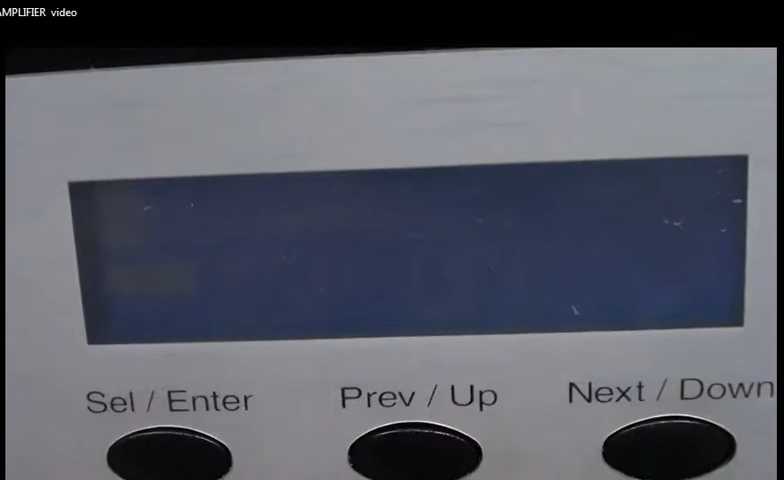 AMPLIFIER video
Sel / Enter
Prev / Up
Next / Down